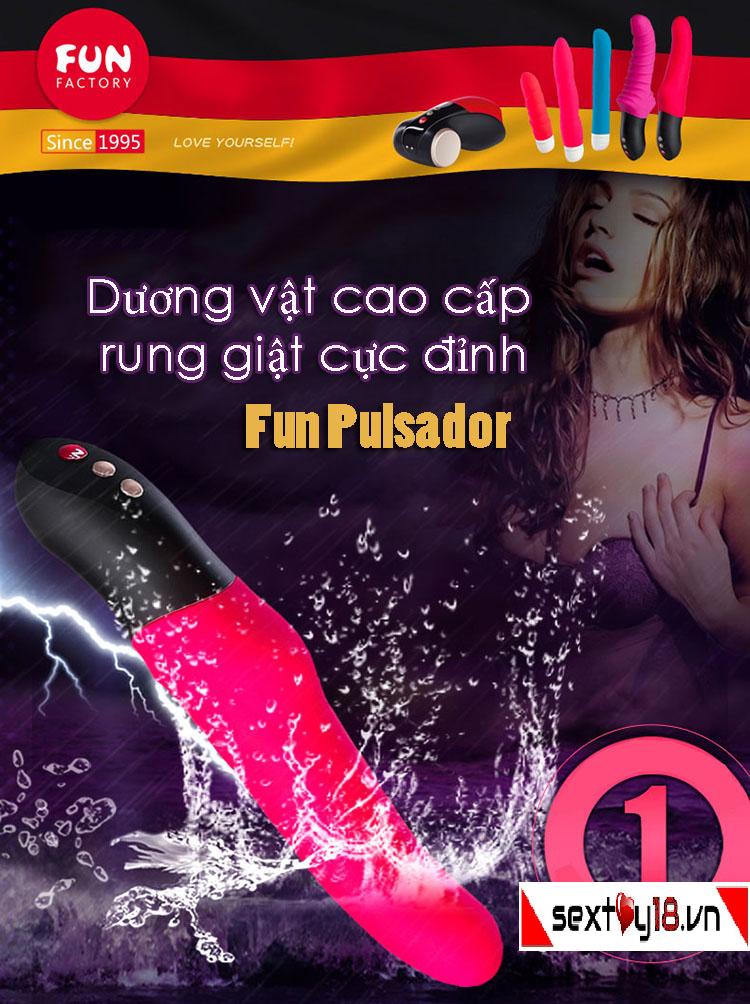 FUN
FACTORY
Since 1995
LOVE YOURSELF!
Dương vật cao cấp
rung giật cực đỉnh
Fun Pulsador
1
sextoy18.vn